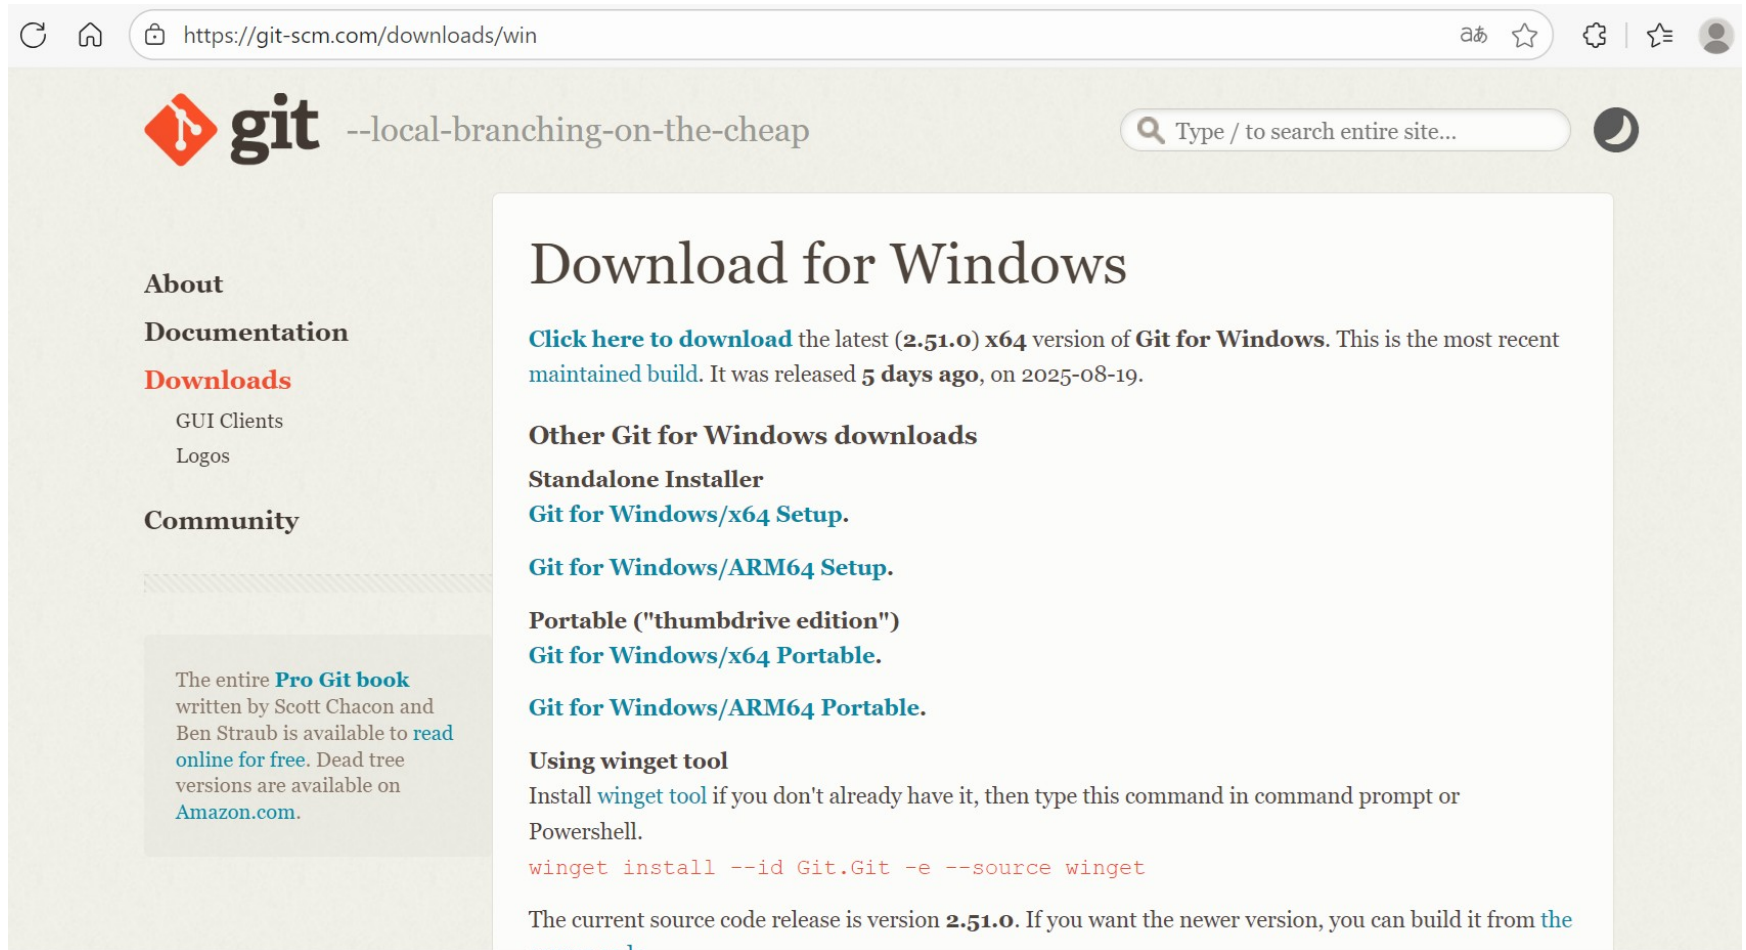 https://git-scm.com/downloads/win
aあ
git
--local-branching-on-the-cheap
Type / to search entire site...
About
Documentation
Downloads
GUI Clients
Logos
Community
The entire Pro Git book
written by Scott Chacon and
Ben Straub is available to read
online for free. Dead tree
versions are available on
Amazon.com.
Download for Windows
Click here to download the latest (2.51.0) x64 version of Git for Windows. This is the most recent
maintained build. It was released 5 days ago, on 2025-08-19.
Other Git for Windows downloads
Standalone Installer
Git for Windows/x64 Setup.
Git for Windows/ARM64 Setup.
Portable ("thumbdrive edition")
Git for Windows/x64 Portable.
Git for Windows/ARM64 Portable.
Using winget tool
Install winget tool if you don't already have it, then type this command in command prompt or
Powershell.
winget install --id Git.Git -e --source winget
The current source code release is version 2.51.0. If you want the newer version, you can build it from the